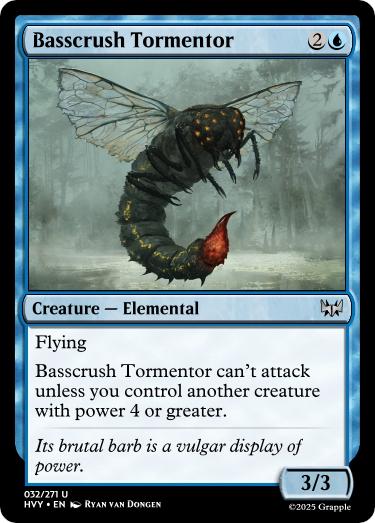 Basscrush Tormentor 2
Creature — Elemental
Flying
Basscrush Tormentor can't attack
unless you control another creature
with power 4 or greater.
Its brutal barb is a vulgar display of
power.
3/3
032/271 U
HVY • EN Ryan van Dongen
©2025 Grapple